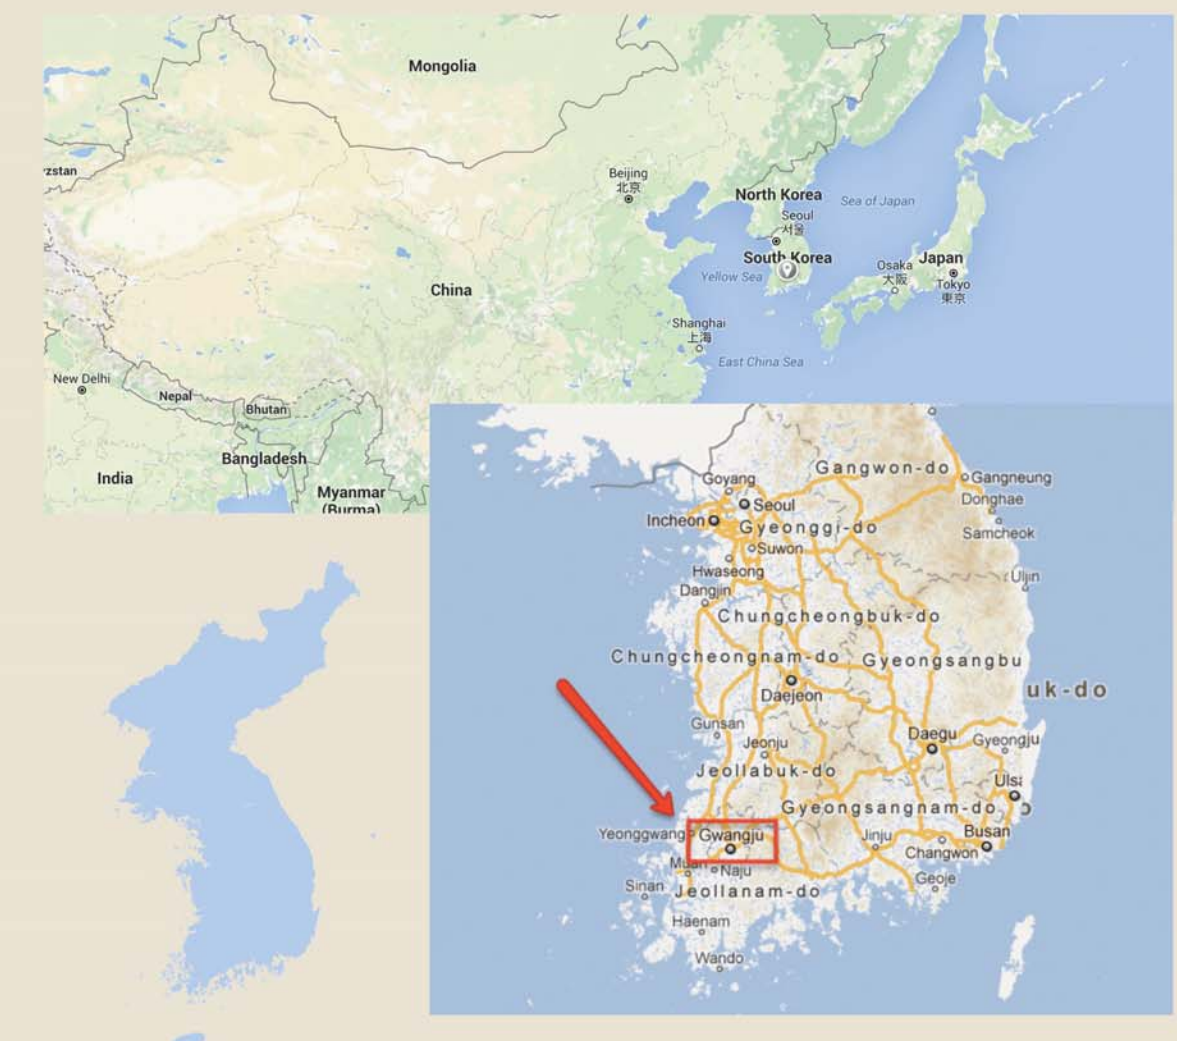 Mongolia
zstan
Beijing
北京
North Korea
Sea of Japan
Seoul
서울
South Korea
Yellow Sea
Japan
Osaka
大阪
Tokyo
東京
China
Shanghai
上海
East China Sea
New Delhi
Nepal
Bhutan
Bangladesh
India
Myanmar
(Burma)
Gangwon-do
Goyang
Gangneung
Seoul
Donghae
Incheon
Gyeonggi-do
Samcheok
Suwon
Hwaseong
Uljin
Dangjin
Chungcheongbuk-do
Chungcheongnam-do
Gyeongsangbu
uk-do
Daejeon
Gunsan
Daegu
Gyeongju
Jeonju
Jeollabuk-do
Uls
Gyeongsangnam-do
Yeonggwang
Gwangju
Jinju
Busan
Changwon
Muan
Naju
Geoje
Sinan
Jeollanam-do
Haenam
Wando